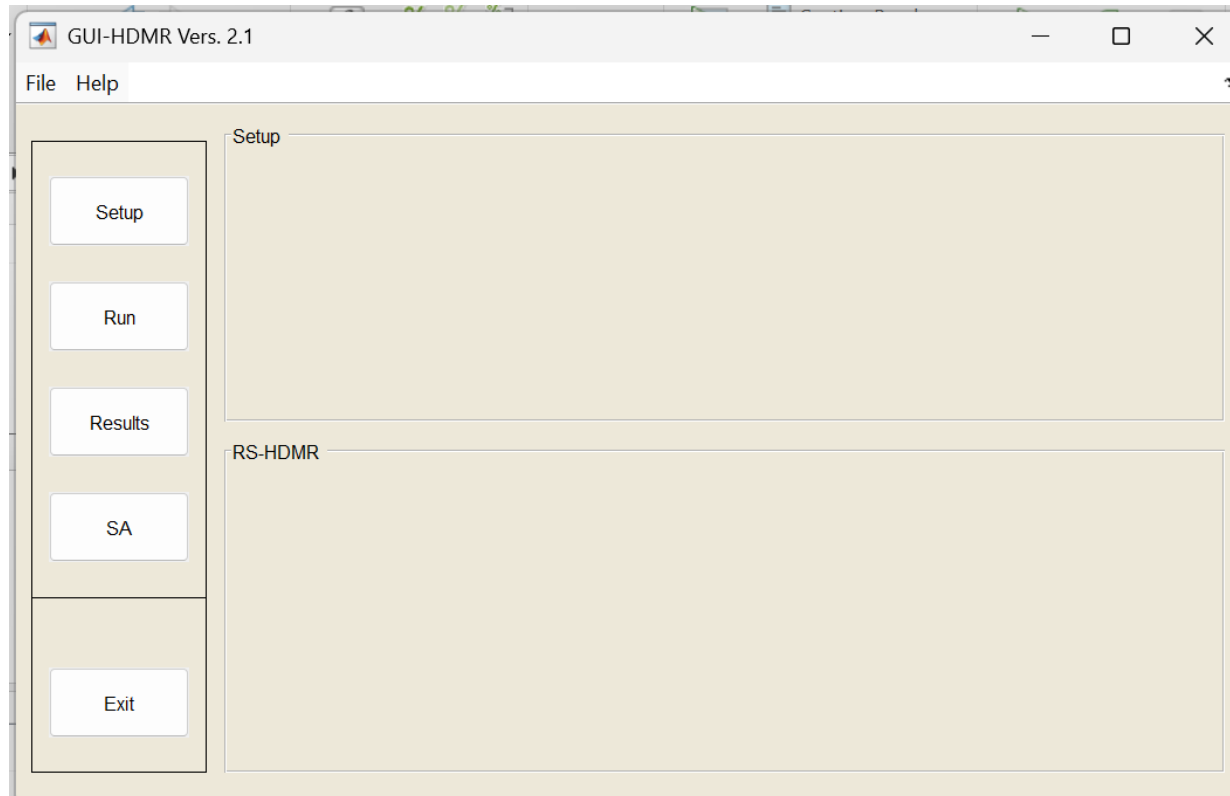 GUI-HDMR Vers. 2.1
File Help
Setup
Setup
Run
Results
RS-HDMR
SA
Exit